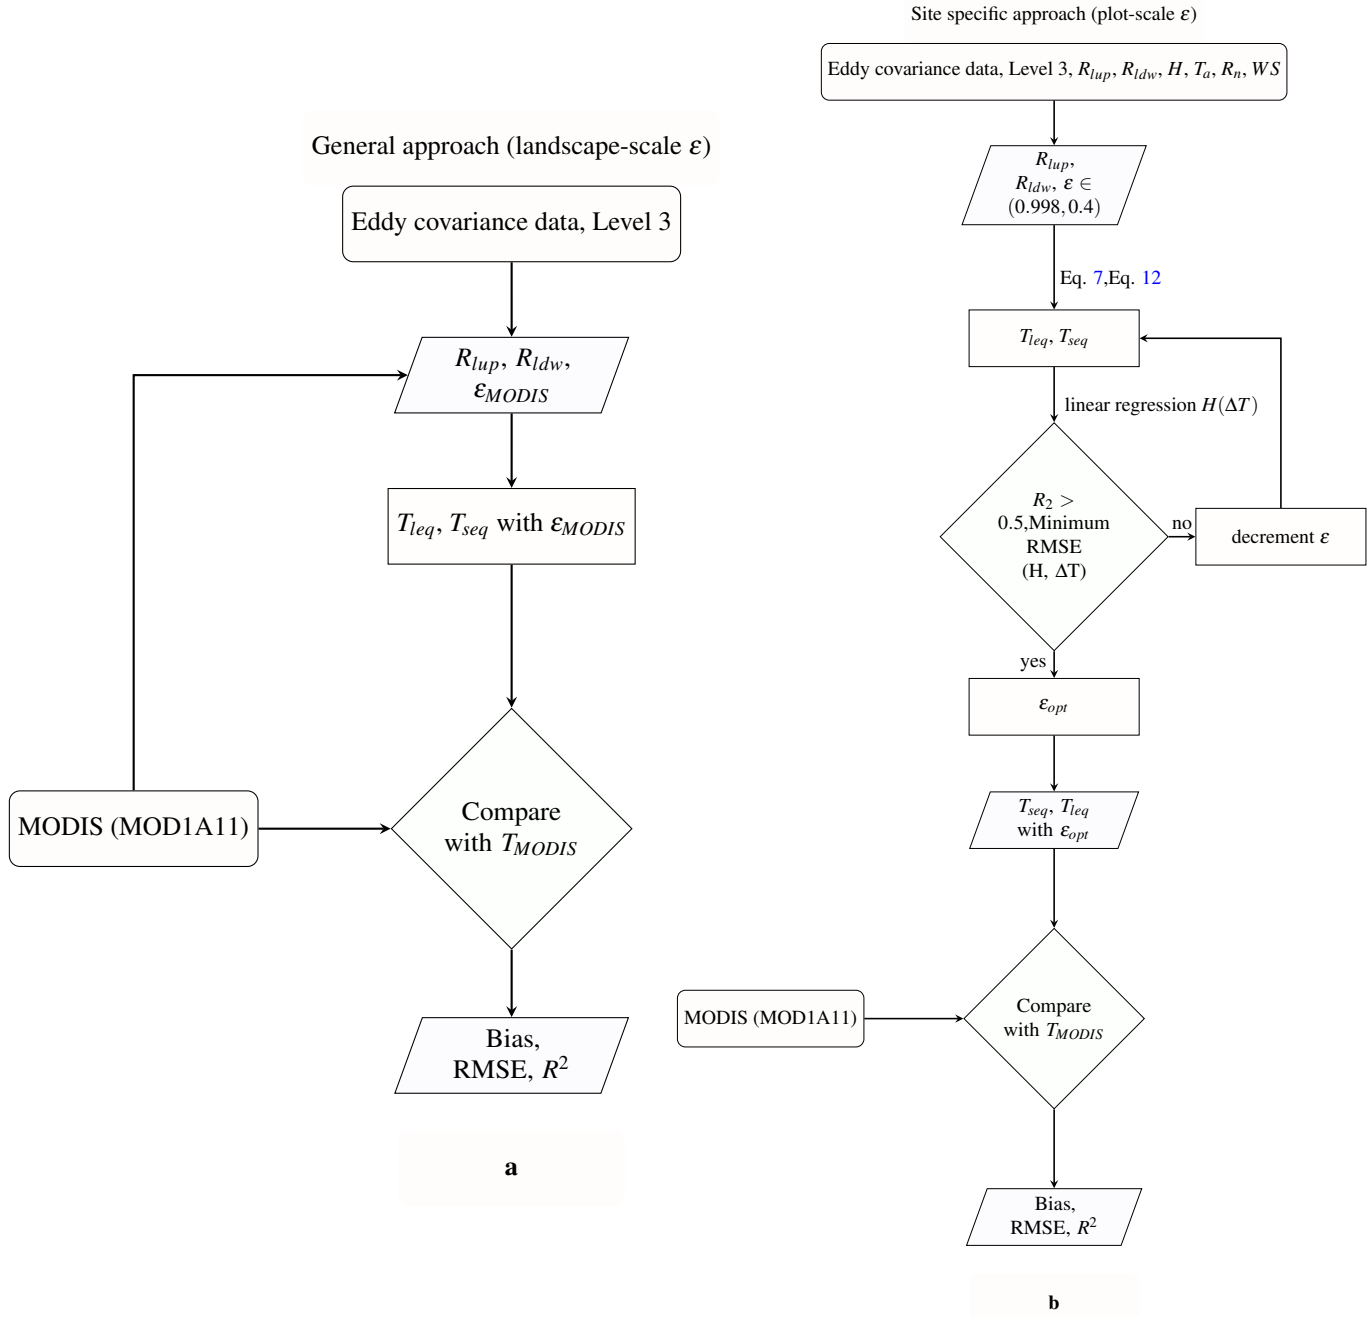 General approach (landscape-scale ε)
Eddy covariance data, Level 3
R_lup, R_ldw,
ε_MODIS
T_leq, T_seq with ε_MODIS
MODIS (MOD1A11)
Compare
with T_MODIS
Bias,
RMSE, R²
a
Site specific approach (plot-scale ε)
Eddy covariance data, Level 3, R_lup, R_ldw, H, T_a, R_n, WS
R_lup,
R_ldw, ε ∈
(0.998, 0.4)
Eq. 7,Eq. 12
T_leq, T_seq
linear regression H(ΔT)
R_2 >
0.5,Minimum
RMSE
(H, ΔT)
no
decrement ε
yes
ε_opt
T_seq, T_leq
with ε_opt
MODIS (MOD1A11)
Compare
with T_MODIS
Bias,
RMSE, R²
b